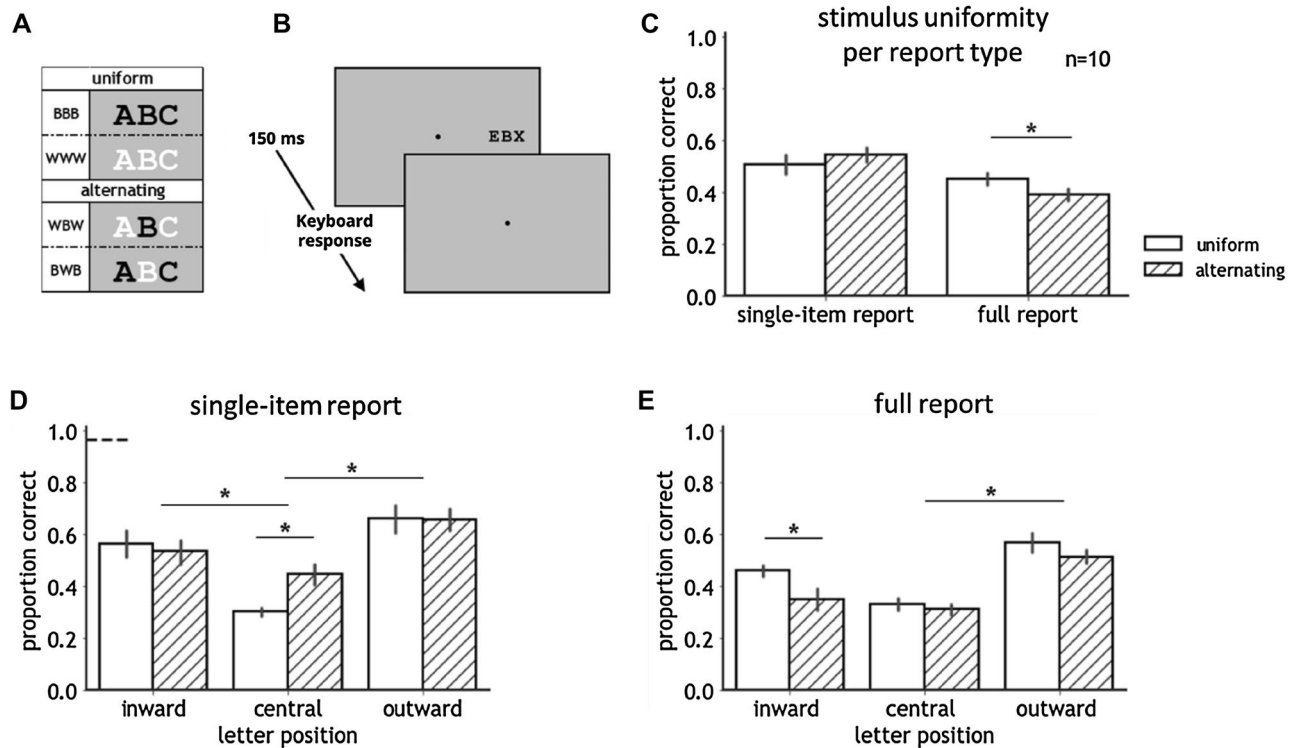 A
uniform
BBB ABC
WWW ABC
alternating
WBW ABC
BWB ABC
B
EBX
150 ms
Keyboard
response
C
stimulus uniformity
per report type
n=10
proportion correct
1.0
0.8
0.6
0.4
0.2
0.0
*
single-item report full report
uniform
alternating
D
single-item report
proportion correct
1.0
0.8
0.6
0.4
0.2
0.0
* * *
inward central outward
letter position
E
full report
proportion correct
1.0
0.8
0.6
0.4
0.2
0.0
* *
inward central outward
letter position